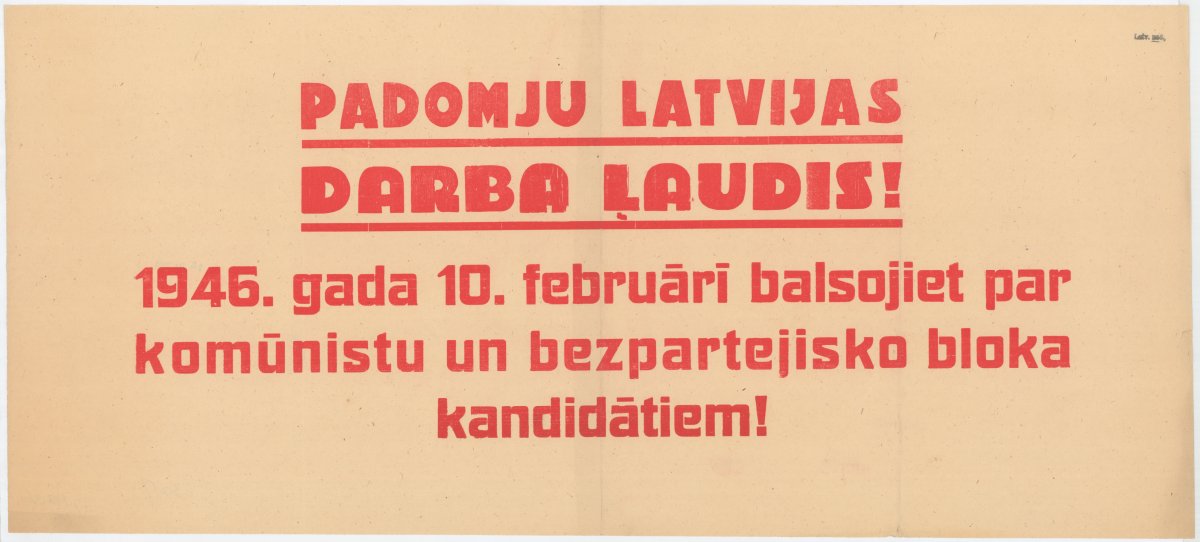 PADOMJU LATVIJAS
DARBA ĻAUDIS!
1946. gada 10. februārī balsojiet par
komūnistu un bezpartejisko bloka
kandidātiem!